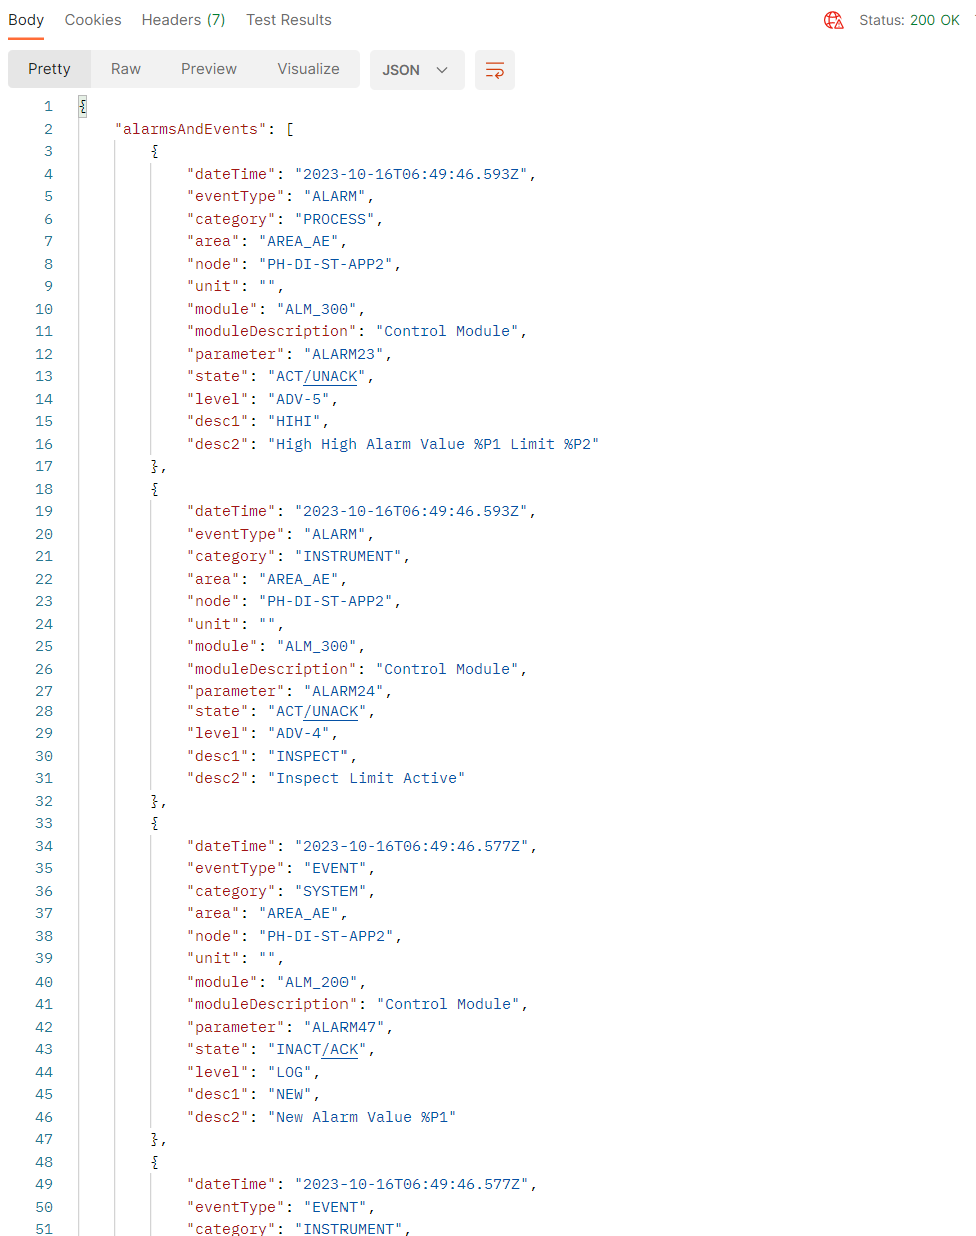 Body Cookies Headers (7) Test Results Status: 200 OK
Pretty Raw Preview Visualize JSON
1 {
2 "alarmsAndEvents": [
3 {
4 "dateTime": "2023-10-16T06:49:46.593Z",
5 "eventType": "ALARM",
6 "category": "PROCESS",
7 "area": "AREA_AE",
8 "node": "PH-DI-ST-APP2",
9 "unit": "",
10 "module": "ALM_300",
11 "moduleDescription": "Control Module",
12 "parameter": "ALARM23",
13 "state": "ACT/UNACK",
14 "level": "ADV-5",
15 "desc1": "HIHI",
16 "desc2": "High High Alarm Value %P1 Limit %P2"
17 },
18 {
19 "dateTime": "2023-10-16T06:49:46.593Z",
20 "eventType": "ALARM",
21 "category": "INSTRUMENT",
22 "area": "AREA_AE",
23 "node": "PH-DI-ST-APP2",
24 "unit": "",
25 "module": "ALM_300",
26 "moduleDescription": "Control Module",
27 "parameter": "ALARM24",
28 "state": "ACT/UNACK",
29 "level": "ADV-4",
30 "desc1": "INSPECT",
31 "desc2": "Inspect Limit Active"
32 },
33 {
34 "dateTime": "2023-10-16T06:49:46.577Z",
35 "eventType": "EVENT",
36 "category": "SYSTEM",
37 "area": "AREA_AE",
38 "node": "PH-DI-ST-APP2",
39 "unit": "",
40 "module": "ALM_200",
41 "moduleDescription": "Control Module",
42 "parameter": "ALARM47",
43 "state": "INACT/ACK",
44 "level": "LOG",
45 "desc1": "NEW",
46 "desc2": "New Alarm Value %P1"
47 },
48 {
49 "dateTime": "2023-10-16T06:49:46.577Z",
50 "eventType": "EVENT",
51 "category": "INSTRUMENT",